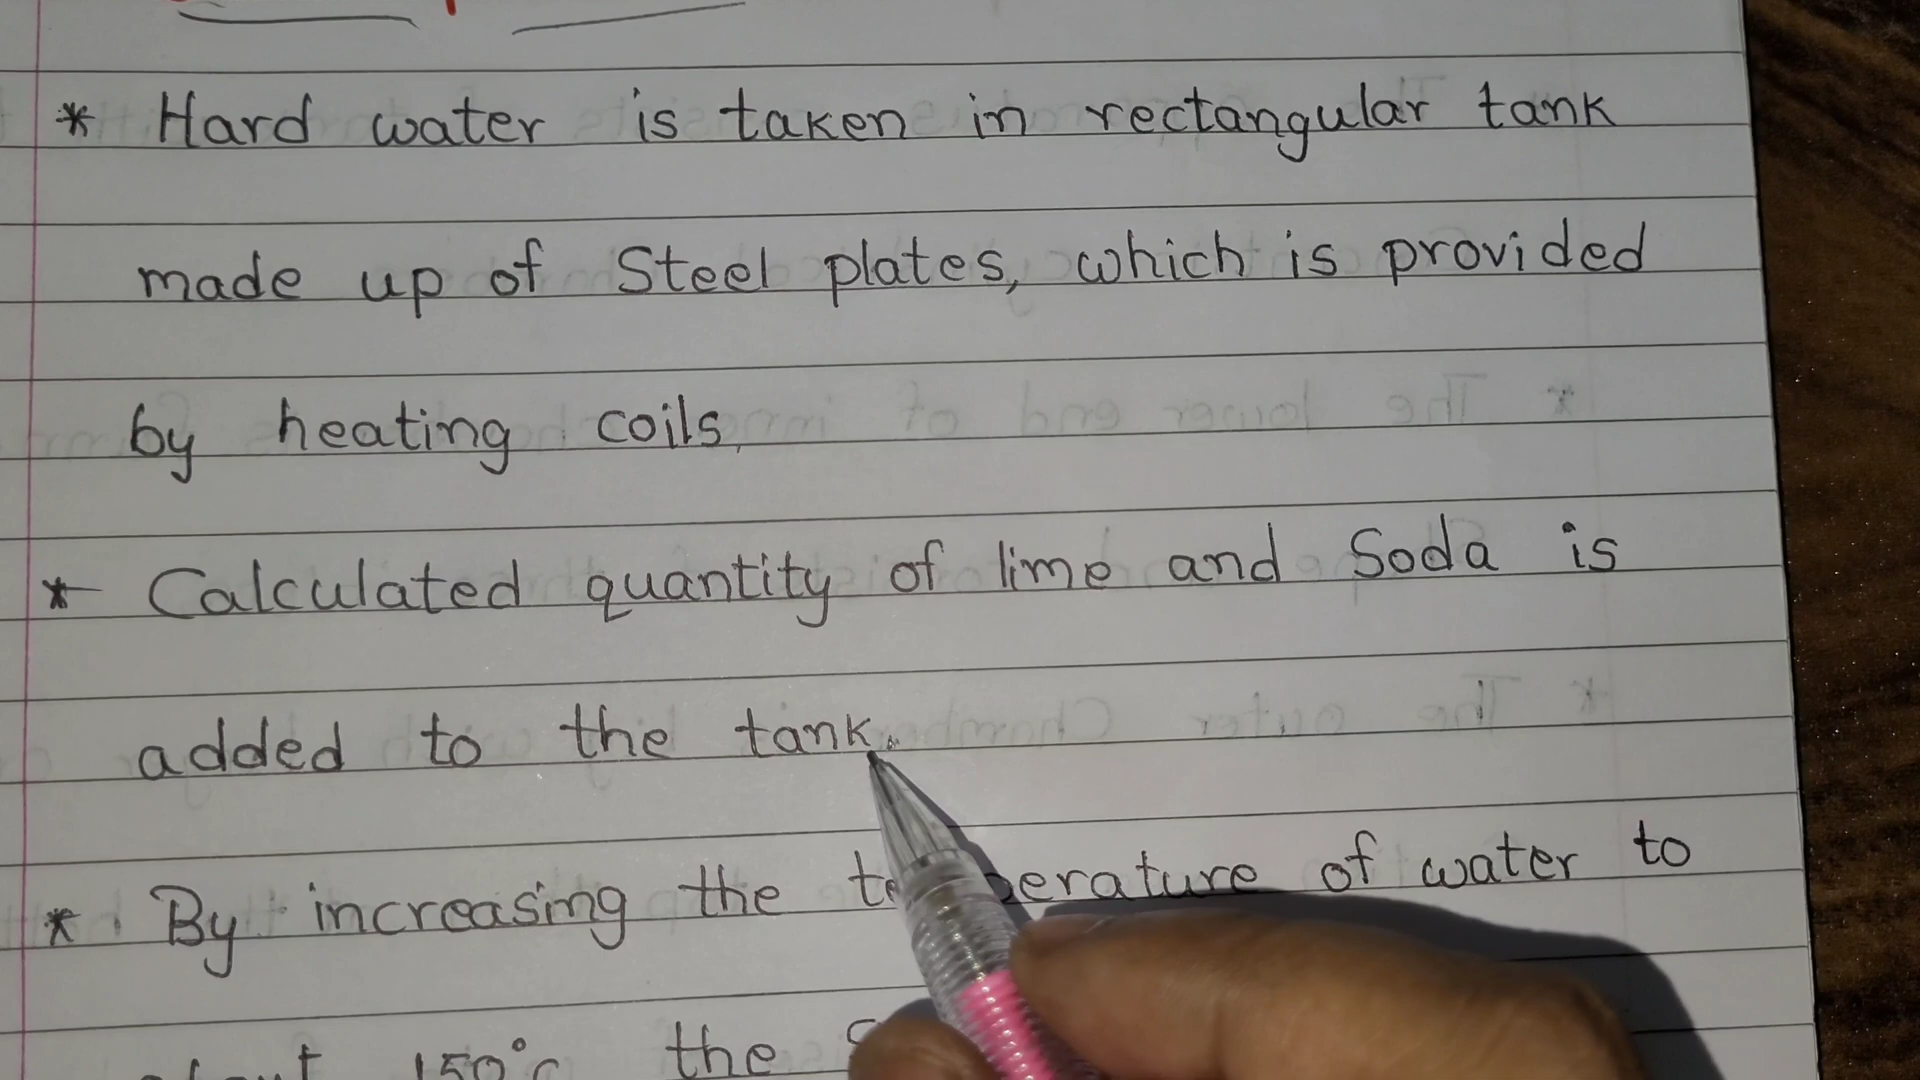 * Hard water is taken in rectangular tank
made up of Steel plates, which is provided
by heating coils,
* Calculated quantity of lime and Soda is
added to the tank.
* By increasing the of water to
150°c the